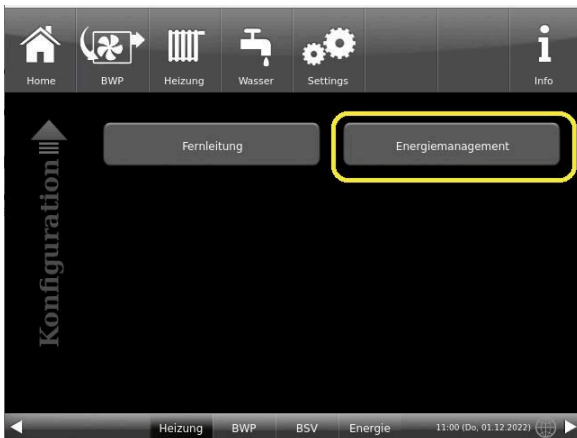 Home BWP Heizung Wasser Settings Info
Fernleitung Energiemanagement
Konfiguration
Heizung BWP BSV Energie 11:00 (Do, 01.12.2022)